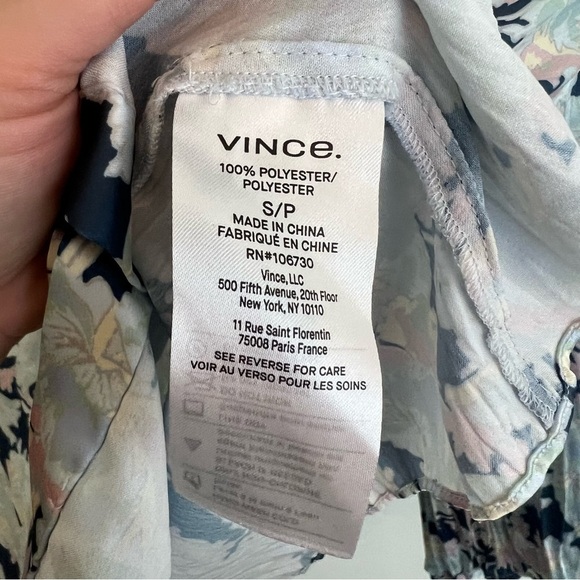 VINCe.
100% POLYESTER/
POLYESTER
S/P
MADE IN CHINA
FABRIQUÉ EN CHINE
RN#106730
Vince, LLC
500 Fifth Avenue, 20th Floor
New York, NY 10110
11 Rue Saint Florentin
75008 Paris France
SEE REVERSE FOR CARE
VOIR AU VERSO POUR LES SOINS